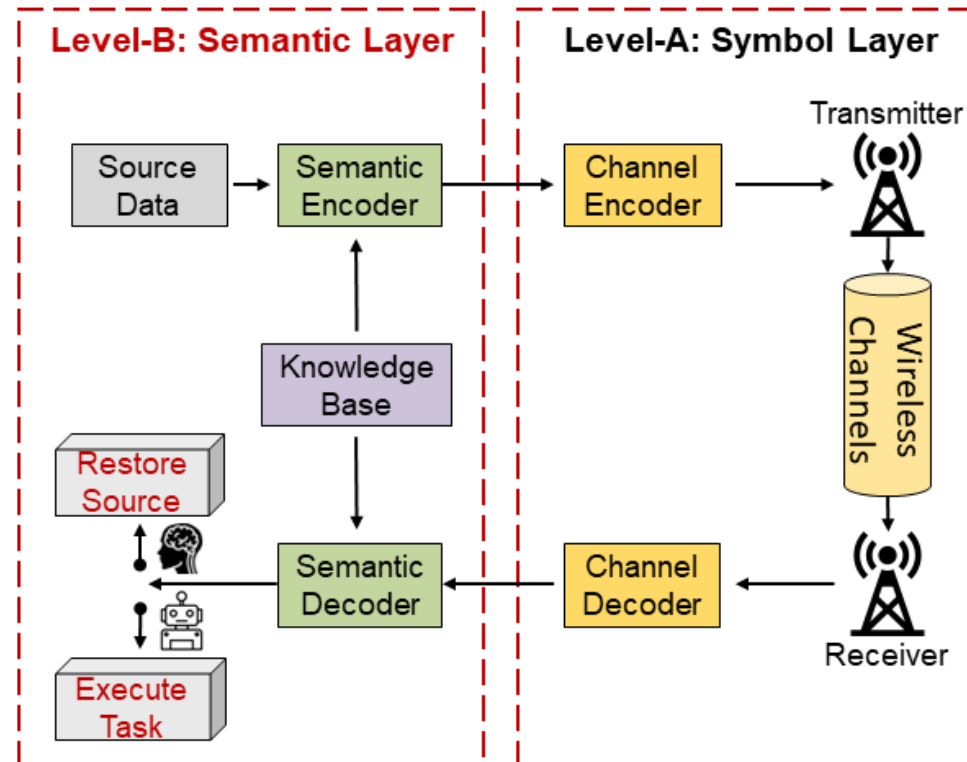 Level-B: Semantic Layer
Level-A: Symbol Layer
Transmitter
Source
Data
Semantic
Encoder
Channel
Encoder
Wireless
Channels
Knowledge
Base
Restore
Source
Semantic
Decoder
Channel
Decoder
Receiver
Execute
Task